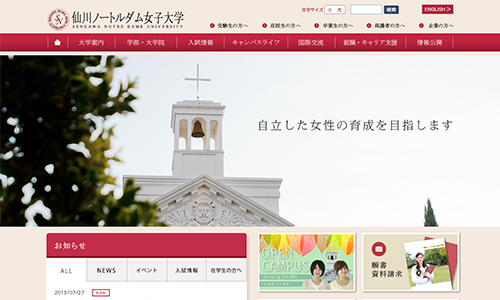 仙川ノートルダム女子大学
SENGAWA NOTRE DAME UNIVERSITY
文字サイズ 小 大
検索
ENGLISH
受験生の方へ 在校生の方へ 卒業生の方へ 保護者の方へ 企業の方へ
大学案内 学部・大学院 入試情報 キャンパスライフ 国際交流 就職・キャリア支援 情報公開
自立した女性の育成を目指します
お知らせ
ALL NEWS イベント 入試情報 在学生の方へ
2015/07/27 NEW
OPEN
CAMPUS
10:00-17:00
願書
資料請求